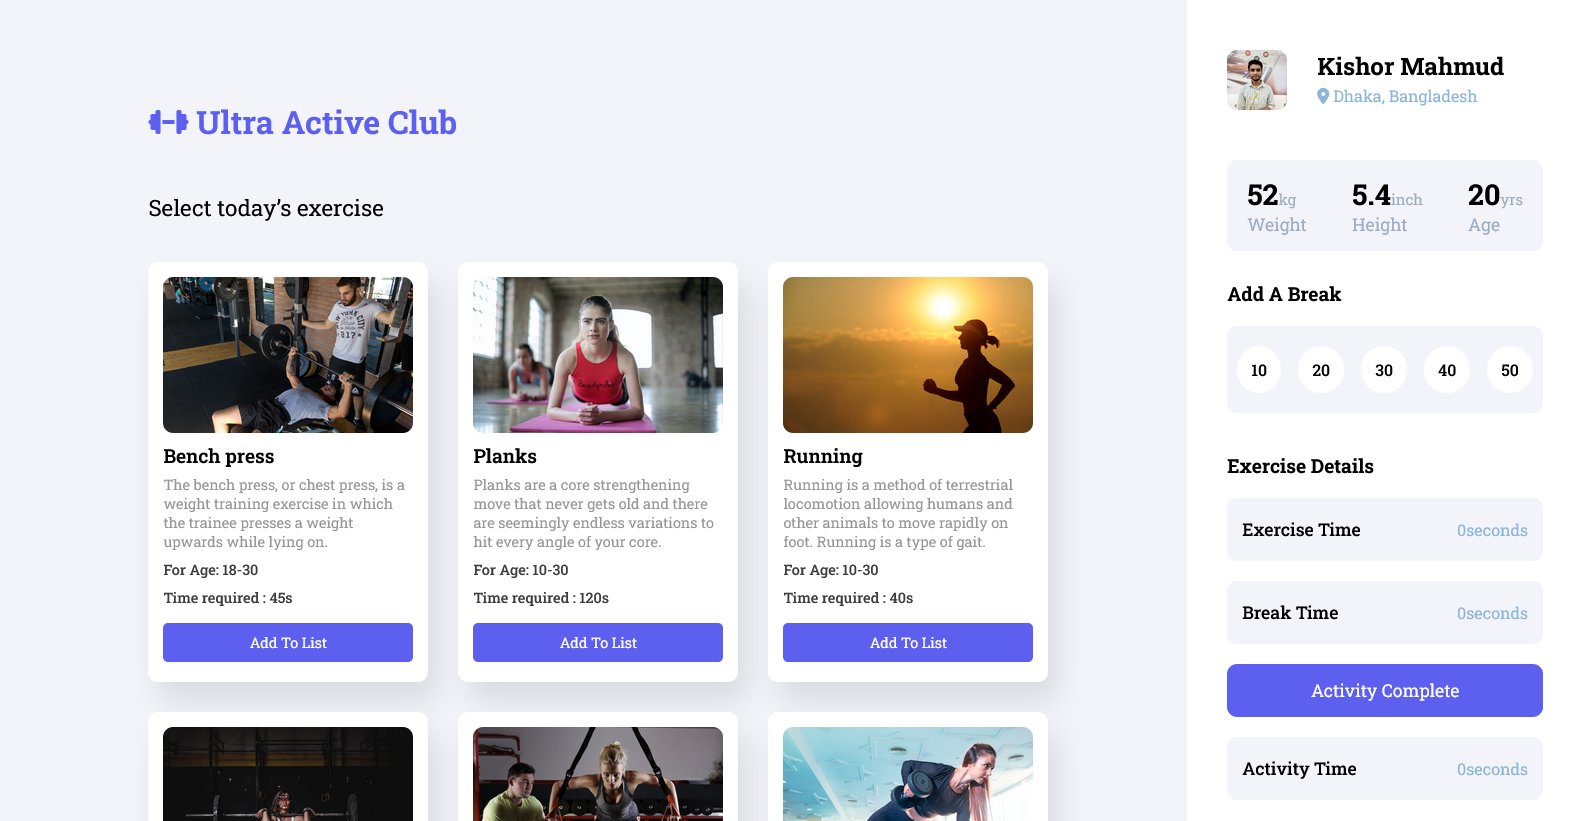 Ultra Active Club
Select today’s exercise
Bench press
The bench press, or chest press, is a
weight training exercise in which
the trainee presses a weight
upwards while lying on.
For Age: 18-30
Time required : 45s
Add To List
Planks
Planks are a core strengthening
move that never gets old and there
are seemingly endless variations to
hit every angle of your core.
For Age: 10-30
Time required : 120s
Add To List
Running
Running is a method of terrestrial
locomotion allowing humans and
other animals to move rapidly on
foot. Running is a type of gait.
For Age: 10-30
Time required : 40s
Add To List
Kishor Mahmud
Dhaka, Bangladesh
52kg 5.4inch 20yrs
Weight Height Age
Add A Break
10 20 30 40 50
Exercise Details
Exercise Time 0seconds
Break Time 0seconds
Activity Complete
Activity Time 0seconds